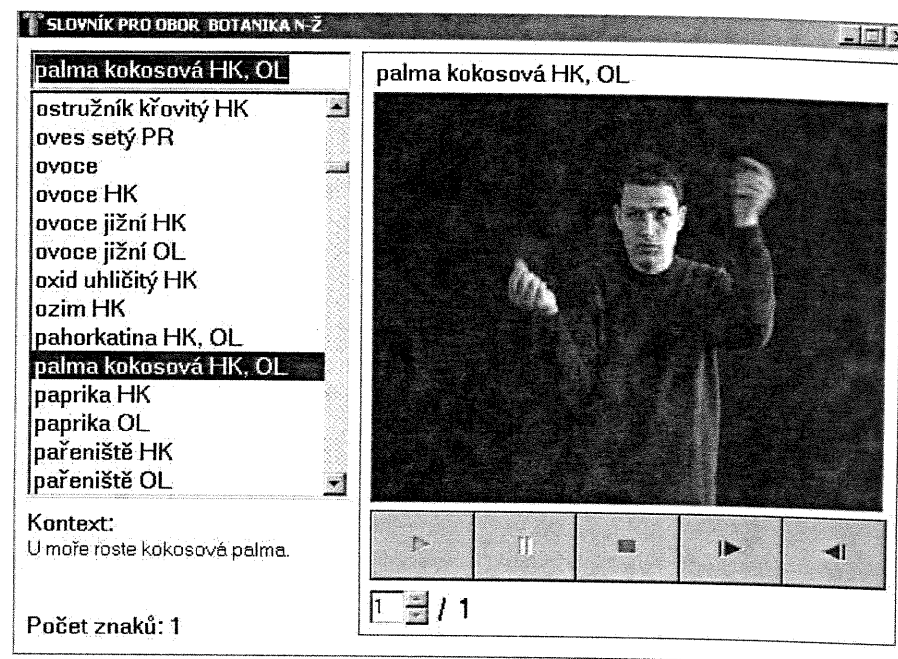 SLOVNÍK PRO OBOR BOTANIKA N-Ž
palma kokosová HK, OL
ostružník křovitý HK
oves setý PR
ovoce
ovoce HK
ovoce jižní HK
ovoce jižní OL
oxid uhličitý HK
ozim HK
pahorkatina HK, OL
palma kokosová HK, OL
paprika HK
paprika OL
pařeniště HK
pařeniště OL
Kontext:
U moře roste kokosová palma.
Počet znaků: 1
palma kokosová HK, OL
1 / 1